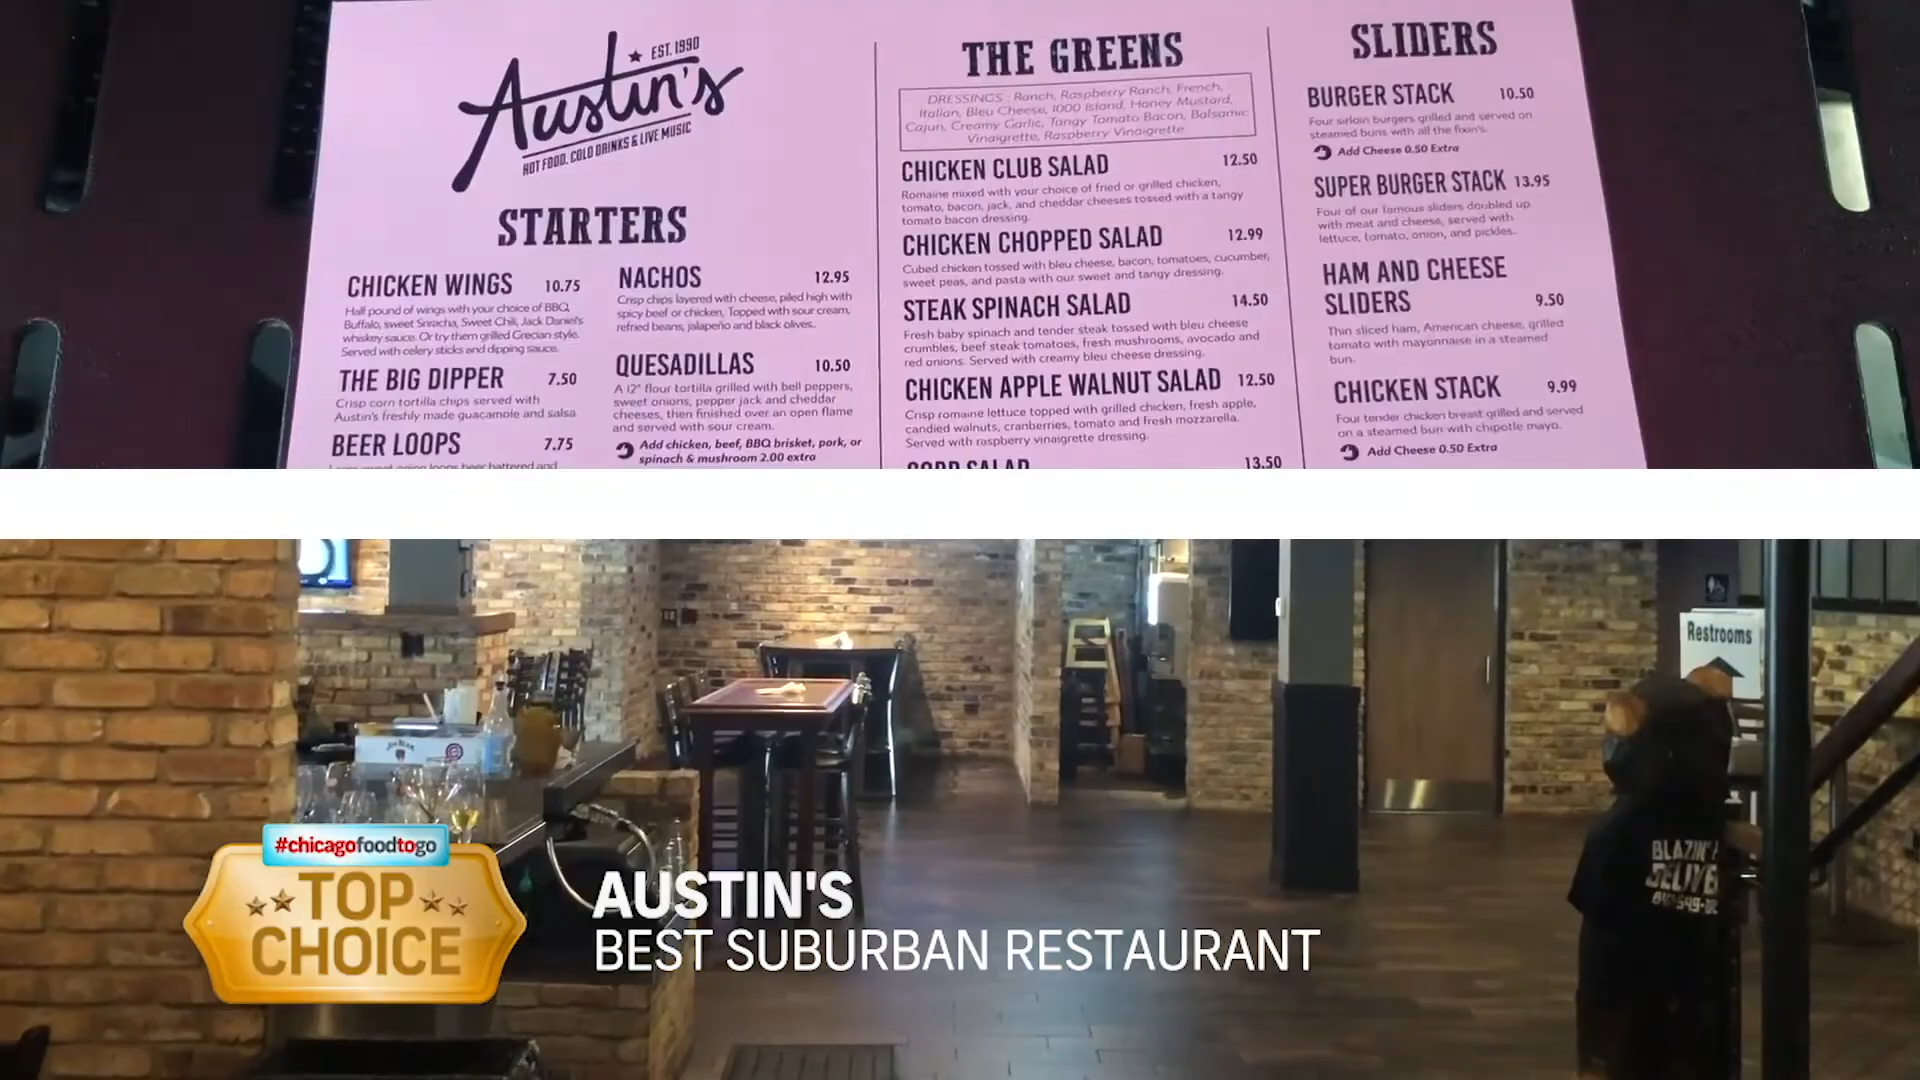 EST. 1990
Austin's
HOT FOOD, COLD DRINKS & LIVE MUSIC
STARTERS
CHICKEN WINGS 10.75
Half pound of wings with your choice of BBQ,
Buffalo, sweet Sriracha, Sweet Chili, Jack Daniel's
whiskey sauce. Or try them grilled Grecian style.
Served with celery sticks and dipping sauce.
THE BIG DIPPER 7.50
Crisp corn tortilla chips served with
Austin's freshly made guacamole and salsa
BEER LOOPS 7.75
NACHOS 12.95
Crisp chips layered with cheese, piled high with
spicy beef or chicken, Topped with sour cream,
refried beans, jalapeño and black olives.
QUESADILLAS 10.50
A 12" flour tortilla grilled with bell peppers,
sweet onions, pepper jack and cheddar
cheeses, then finished over an open flame
and served with sour cream.
Add chicken, beef, BBQ brisket, pork, or
spinach & mushroom 2.00 extra
THE GREENS
DRESSINGS : Ranch, Raspberry Ranch, French,
Italian, Bleu Cheese, 1000 Island, Honey Mustard,
Cajun, Creamy Garlic, Tangy Tomato Bacon, Balsamic
Vinaigrette, Raspberry Vinaigrette
CHICKEN CLUB SALAD 12.50
Romaine mixed with your choice of fried or grilled chicken,
tomato, bacon, jack, and cheddar cheeses tossed with a tangy
tomato bacon dressing.
CHICKEN CHOPPED SALAD 12.99
Cubed chicken tossed with bleu cheese, bacon, tomatoes, cucumber,
sweet peas, and pasta with our sweet and tangy dressing.
STEAK SPINACH SALAD 14.50
Fresh baby spinach and tender steak tossed with bleu cheese
crumbles, beef steak tomatoes, fresh mushrooms, avocado and
red onions. Served with creamy bleu cheese dressing.
CHICKEN APPLE WALNUT SALAD 12.50
Crisp romaine lettuce topped with grilled chicken, fresh apple,
candied walnuts, cranberries, tomato and fresh mozzarella.
Served with raspberry vinaigrette dressing.
COBB SALAD 13.50
SLIDERS
BURGER STACK 10.50
Four sirloin burgers grilled and served on
steamed buns with all the fixin's.
Add Cheese 0.50 Extra
SUPER BURGER STACK 13.95
Four of our famous sliders doubled up
with meat and cheese, served with
lettuce, tomato, onion, and pickles.
HAM AND CHEESE
SLIDERS 9.50
Thin sliced ham, American cheese, grilled
tomato with mayonnaise in a steamed
bun.
CHICKEN STACK 9.99
Four tender chicken breast grilled and served
on a steamed bun with chipotle mayo.
Add Cheese 0.50 Extra
Restrooms
JIM BEAM
#chicagofoodtogo
TOP
CHOICE
AUSTIN'S
BEST SUBURBAN RESTAURANT